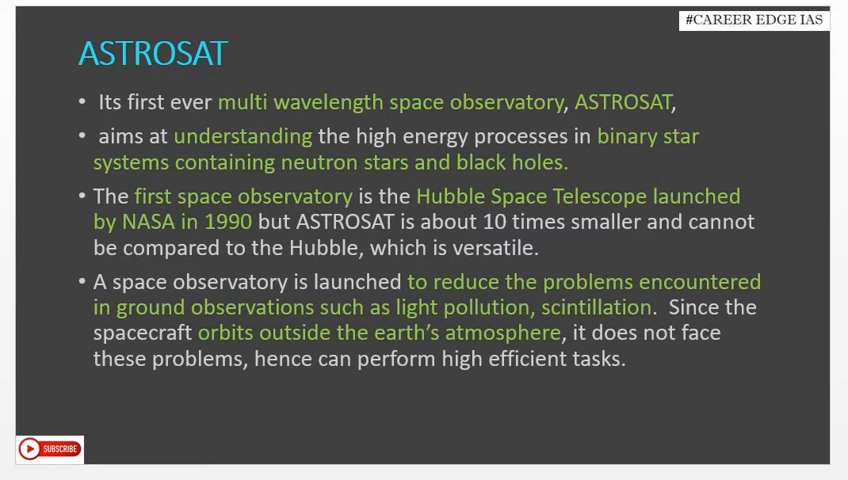 #CAREER EDGE IAS
ASTROSAT
• Its first ever multi wavelength space observatory, ASTROSAT,
• aims at understanding the high energy processes in binary star
systems containing neutron stars and black holes.
• The first space observatory is the Hubble Space Telescope launched
by NASA in 1990 but ASTROSAT is about 10 times smaller and cannot
be compared to the Hubble, which is versatile.
• A space observatory is launched to reduce the problems encountered
in ground observations such as light pollution, scintillation. Since the
spacecraft orbits outside the earth's atmosphere, it does not face
these problems, hence can perform high efficient tasks.
SUBSCRIBE